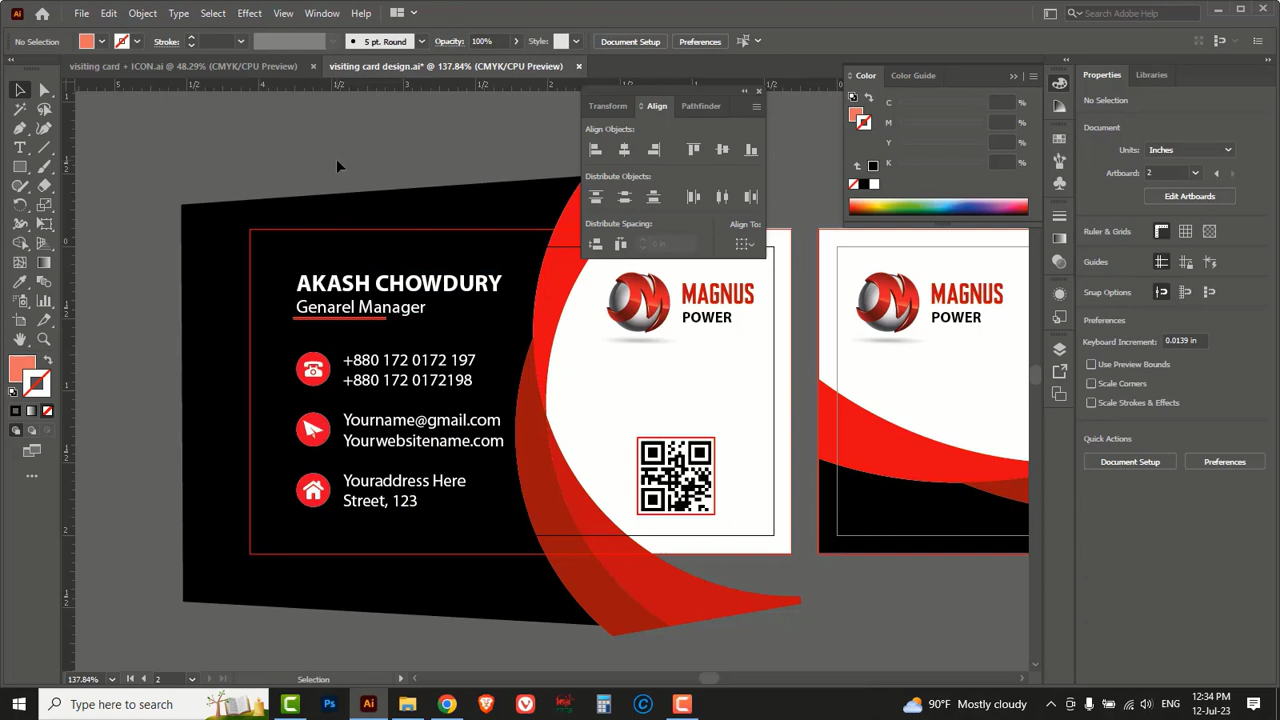 Ai
File Edit Object Type Select Effect View Window Help
Search Adobe Help
No Selection
Stroke:
5 pt. Round
Opacity: 100%
Style:
Document Setup
Preferences
visiting card + ICON.ai @ 48.29% (CMYK/CPU Preview)
visiting card design.ai* @ 137.84% (CMYK/CPU Preview)
Transform
Align
Pathfinder
Align Objects:
Distribute Objects:
Distribute Spacing:
Align To:
0 in
Color
Color Guide
C %
M %
Y %
K %
Properties
Libraries
No Selection
Document
Units: Inches
Artboard: 2
Edit Artboards
Ruler & Grids
Guides
Snap Options
Preferences
Keyboard Increment: 0.0139 in
Use Preview Bounds
Scale Corners
Scale Strokes & Effects
Quick Actions
Document Setup
Preferences
AKASH CHOWDURY
Genarel Manager
+880 172 0172 197
+880 172 0172198
Yourname@gmail.com
Yourwebsitename.com
Youraddress Here
Street, 123
MAGNUS
POWER
MAGNUS
POWER
137.84%
2
Selection
Type here to search
Ps
Ai
90°F Mostly cloudy
ENG
12:34 PM
12-Jul-23